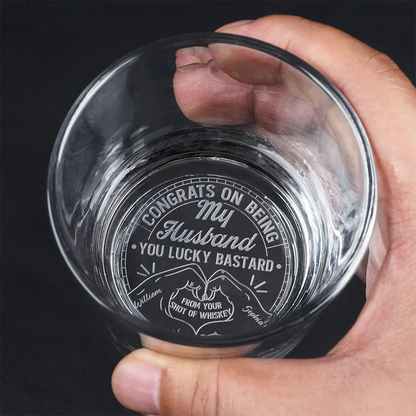 CONGRATS ON BEING
My
Husband
• YOU LUCKY BASTARD •
William
FROM YOUR
SHOT OF WHISKEY
Sophia